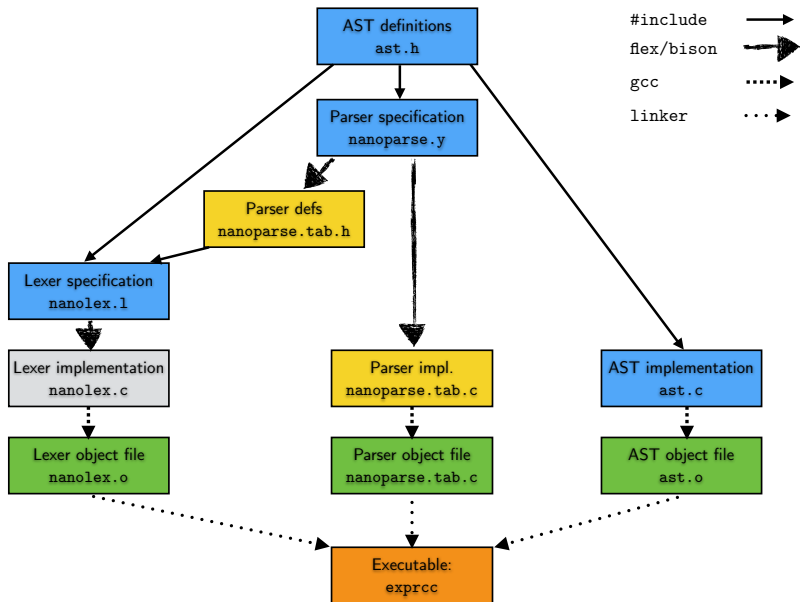 AST definitions
ast.h
#include
flex/bison
gcc
linker
Parser specification
nanoparse.y
Parser defs
nanoparse.tab.h
Lexer specification
nanolex.l
Lexer implementation
nanolex.c
Parser impl.
nanoparse.tab.c
AST implementation
ast.c
Lexer object file
nanolex.o
Parser object file
nanoparse.tab.c
AST object file
ast.o
Executable:
exprcc